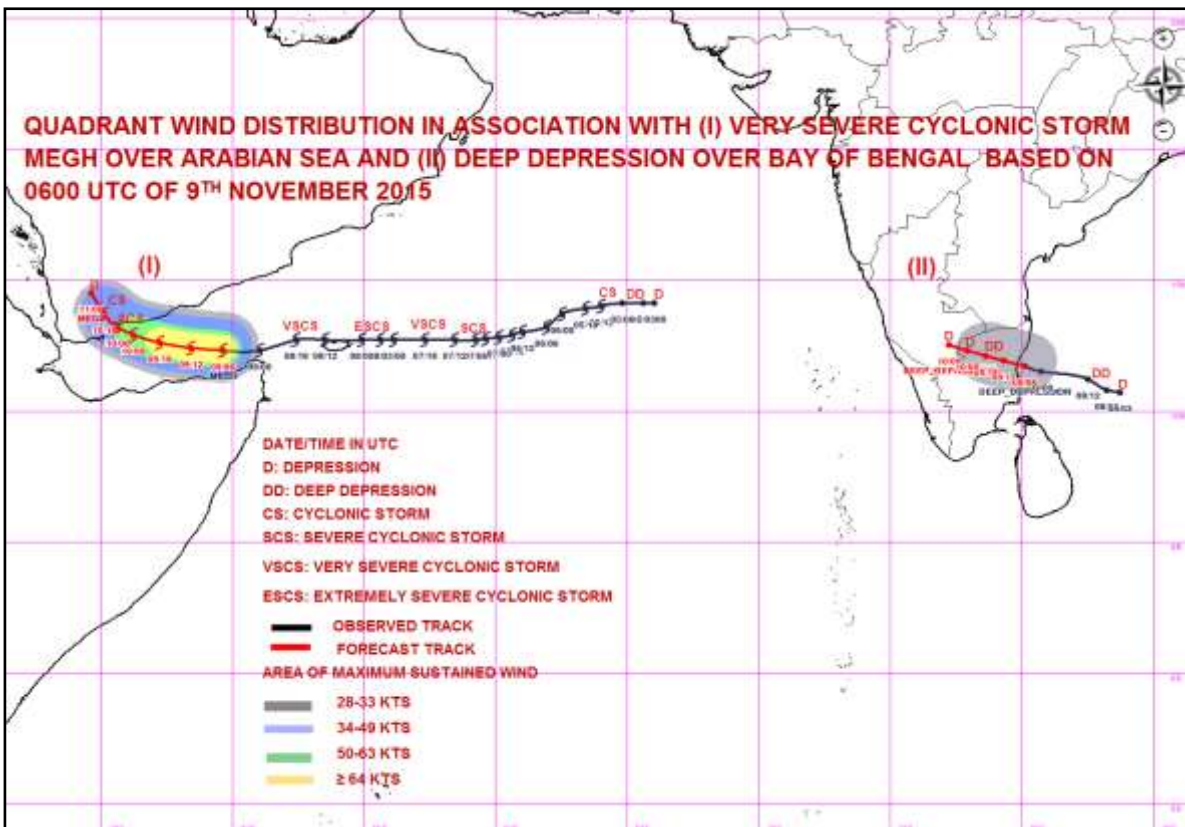 QUADRANT WIND DISTRIBUTION IN ASSOCIATION WITH (I) VERY SEVERE CYCLONIC STORM
MEGH OVER ARABIAN SEA AND (II) DEEP DEPRESSION OVER BAY OF BENGAL BASED ON
0600 UTC OF 9TH NOVEMBER 2015
(I)
(II)
D
CS
SCS
VSCS
ESCS
VSCS
SCS
CS
DD
D
MEGH
D
D
DD
DD
D
DEEP_DEPRESSION
DATE/TIME IN UTC
D: DEPRESSION
DD: DEEP DEPRESSION
CS: CYCLONIC STORM
SCS: SEVERE CYCLONIC STORM
VSCS: VERY SEVERE CYCLONIC STORM
ESCS: EXTREMELY SEVERE CYCLONIC STORM
OBSERVED TRACK
FORECAST TRACK
AREA OF MAXIMUM SUSTAINED WIND
28-33 KTS
34-49 KTS
50-63 KTS
≥ 64 KTS